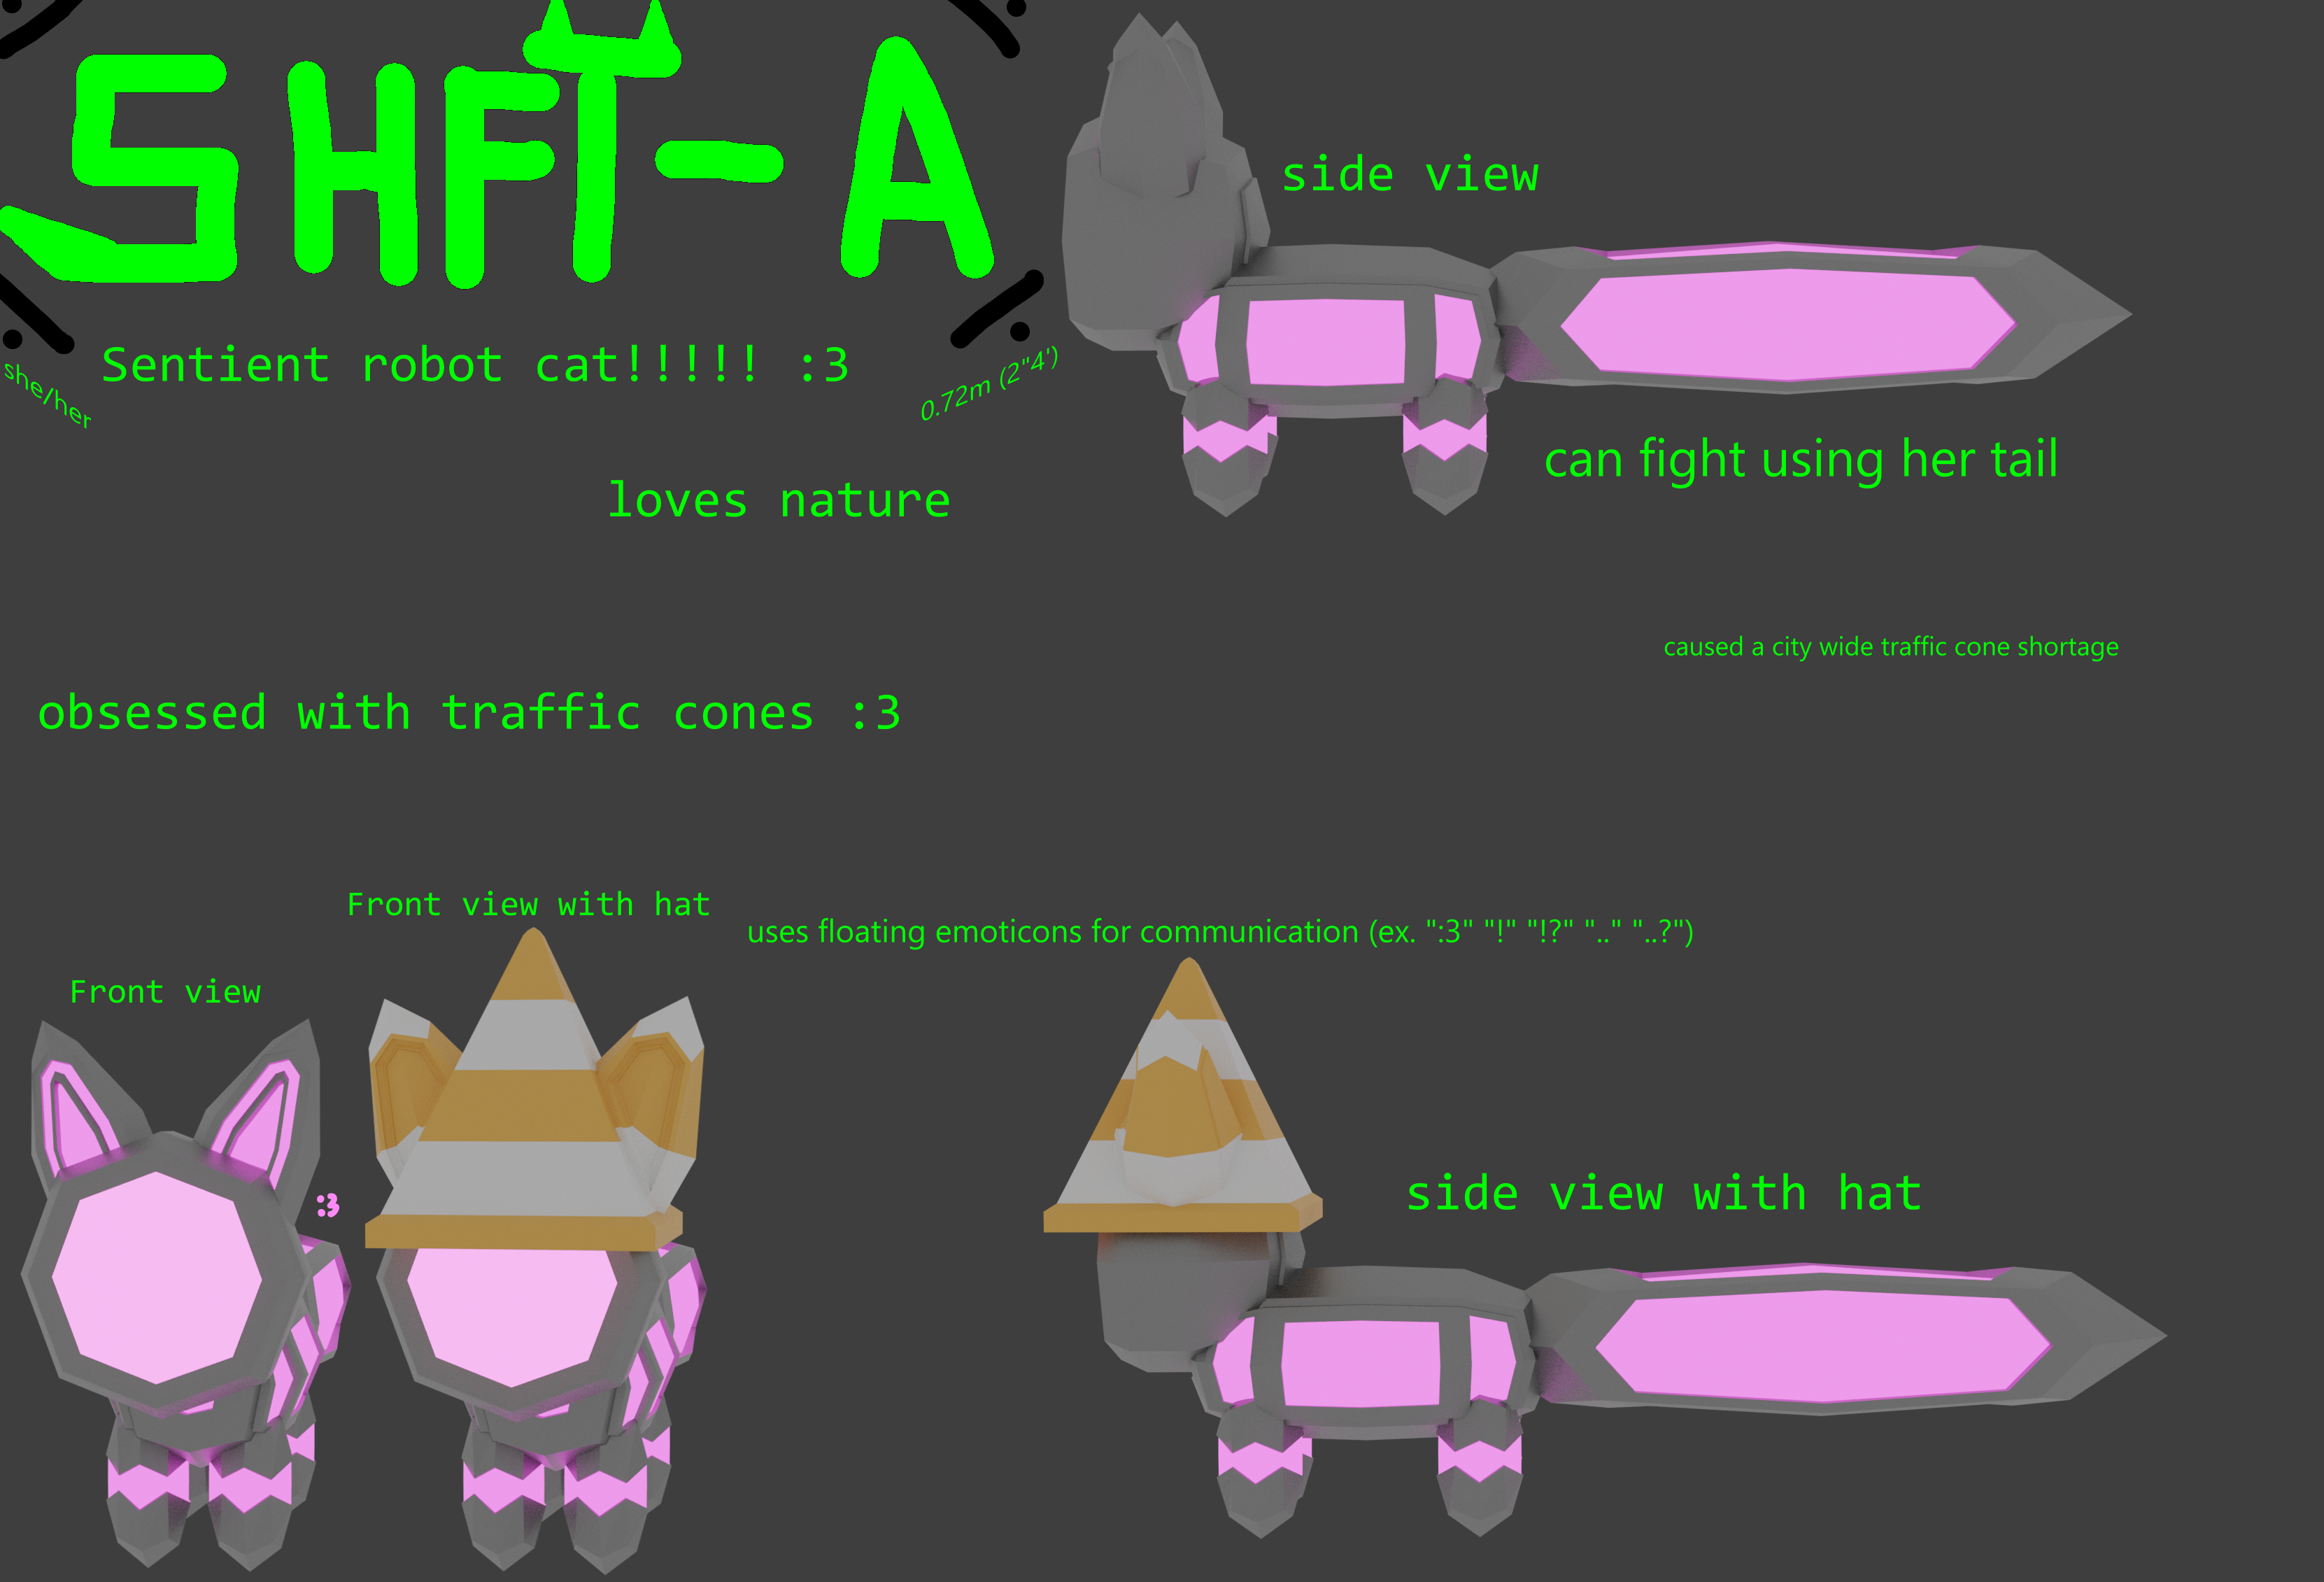 SHFT-A
side view
Sentient robot cat!!!!! :3
she/her
0.72m (2"4')
can fight using her tail
loves nature
caused a city wide traffic cone shortage
obsessed with traffic cones :3
Front view with hat
uses floating emoticons for communication (ex. ":3" "!" "!?" ".." "..?")
Front view
side view with hat
:3